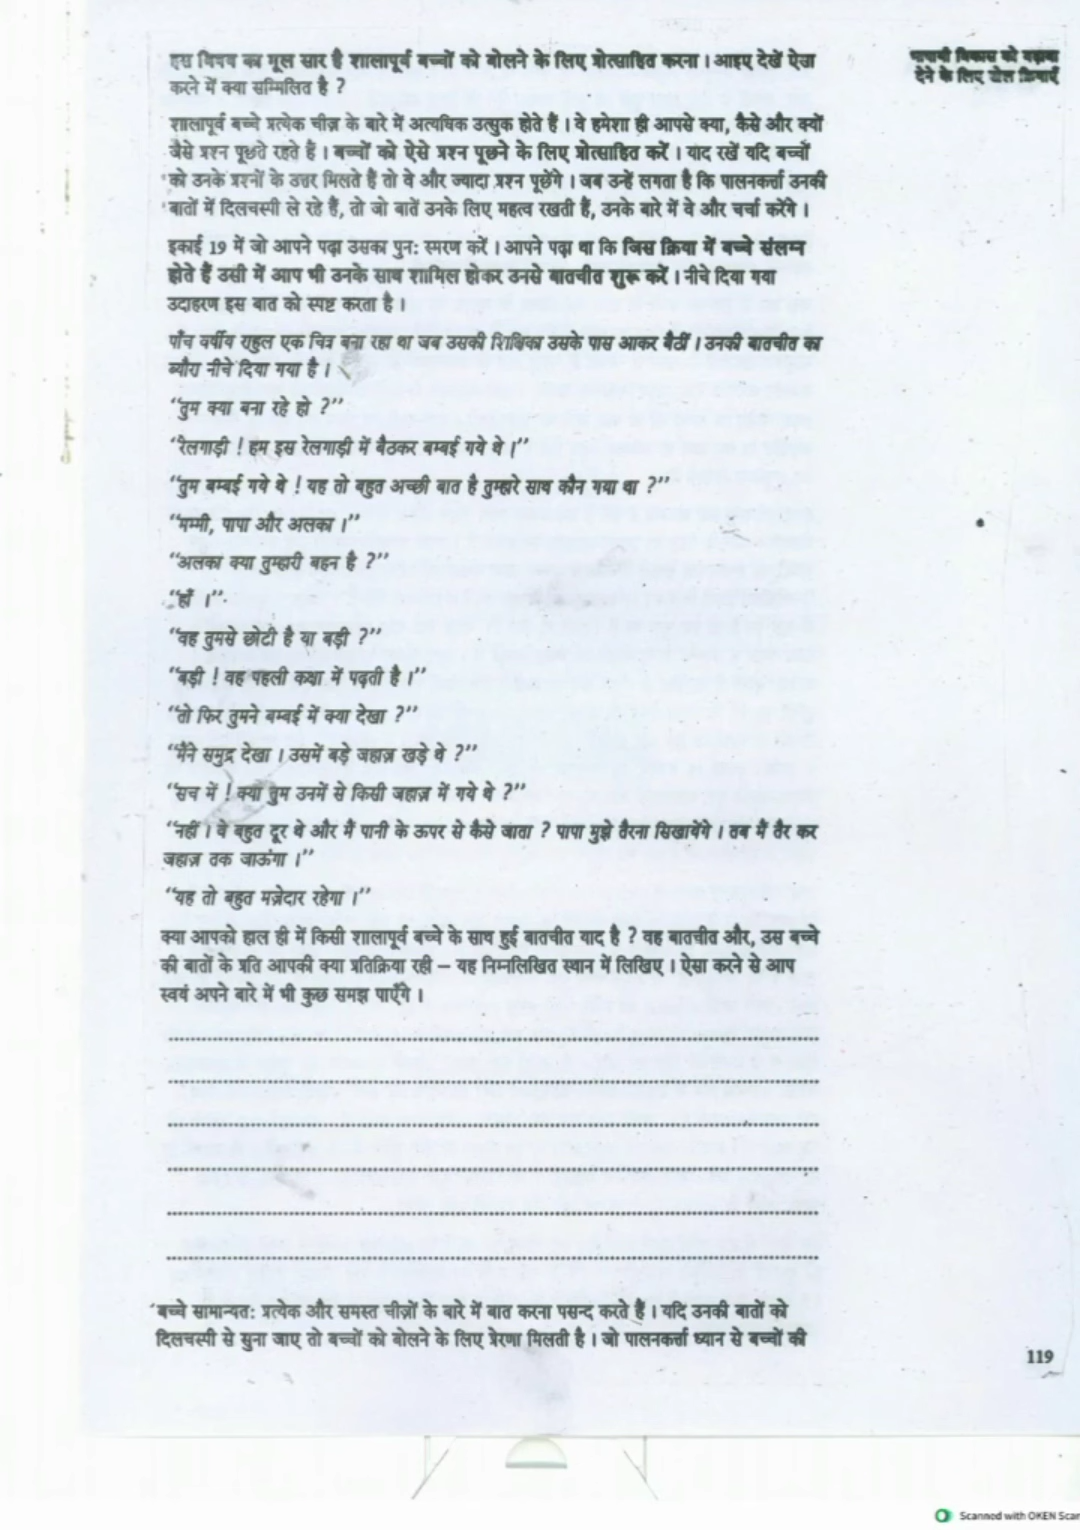 इस विषय का मूल सार है शालापूर्व बच्चों को बोलने के लिए प्रोत्साहित करना । आइए देखें ऐसा
करने में क्या सम्मिलित है ?
भाषायी विकास को बढ़ावा
देने के लिए खेल क्रियाएँ
शालापूर्व बच्चे प्रत्येक चीज़ के बारे में अत्यधिक उत्सुक होते हैं । वे हमेशा ही आपसे क्या, कैसे और क्यों
जैसे प्रश्न पूछते रहते हैं । बच्चों को ऐसे प्रश्न पूछने के लिए प्रोत्साहित करें । याद रखें यदि बच्चों
को उनके प्रश्नों के उत्तर मिलते हैं तो वे और ज्यादा प्रश्न पूछेंगे । जब उन्हें लगता है कि पालनकर्त्ता उनकी
बातों में दिलचस्पी ले रहे हैं, तो जो बातें उनके लिए महत्व रखती हैं, उनके बारे में वे और चर्चा करेंगे ।
इकाई 19 में जो आपने पढ़ा उसका पुन: स्मरण करें । आपने पढ़ा था कि जिस क्रिया में बच्चे संलग्न
होते हैं उसी में आप भी उनके साथ शामिल होकर उनसे बातचीत शुरू करें । नीचे दिया गया
उदाहरण इस बात को स्पष्ट करता है ।
पाँच वर्षीय राहुल एक चित्र बना रहा था जब उसकी शिक्षिका उसके पास आकर बैठीं । उनकी बातचीत का
ब्यौरा नीचे दिया गया है ।
“तुम क्या बना रहे हो ?”
“रेलगाड़ी ! हम इस रेलगाड़ी में बैठकर बम्बई गये थे ।”
“तुम बम्बई गये थे ! यह तो बहुत अच्छी बात है तुम्हारे साथ कौन गया था ?”
“मम्मी, पापा और अलका ।”
“अलका क्या तुम्हारी बहन है ?”
“हाँ ।”
“वह तुमसे छोटी है या बड़ी ?”
“बड़ी ! वह पहली कक्षा में पढ़ती है ।”
“तो फिर तुमने बम्बई में क्या देखा ?”
“मैंने समुद्र देखा । उसमें बड़े जहाज़ खड़े थे ?”
“सच में ! क्या तुम उनमें से किसी जहाज़ में गये थे ?”
“नहीं । वे बहुत दूर थे और मैं पानी के ऊपर से कैसे जाता ? पापा मुझे तैरना सिखायेंगे । तब मैं तैर कर
जहाज़ तक जाऊंगा ।”
“यह तो बहुत मज़ेदार रहेगा ।”
क्या आपको हाल ही में किसी शालापूर्व बच्चे के साथ हुई बातचीत याद है ? वह बातचीत और, उस बच्चे
की बातों के प्रति आपकी क्या प्रतिक्रिया रही – यह निम्नलिखित स्थान में लिखिए । ऐसा करने से आप
स्वयं अपने बारे में भी कुछ समझ पाएँगे ।
बच्चे सामान्यत: प्रत्येक और समस्त चीज़ों के बारे में बात करना पसन्द करते हैं । यदि उनकी बातों को
दिलचस्पी से सुना जाए तो बच्चों को बोलने के लिए प्रेरणा मिलती है । जो पालनकर्त्ता ध्यान से बच्चों की
119
Scanned with OKEN Scan